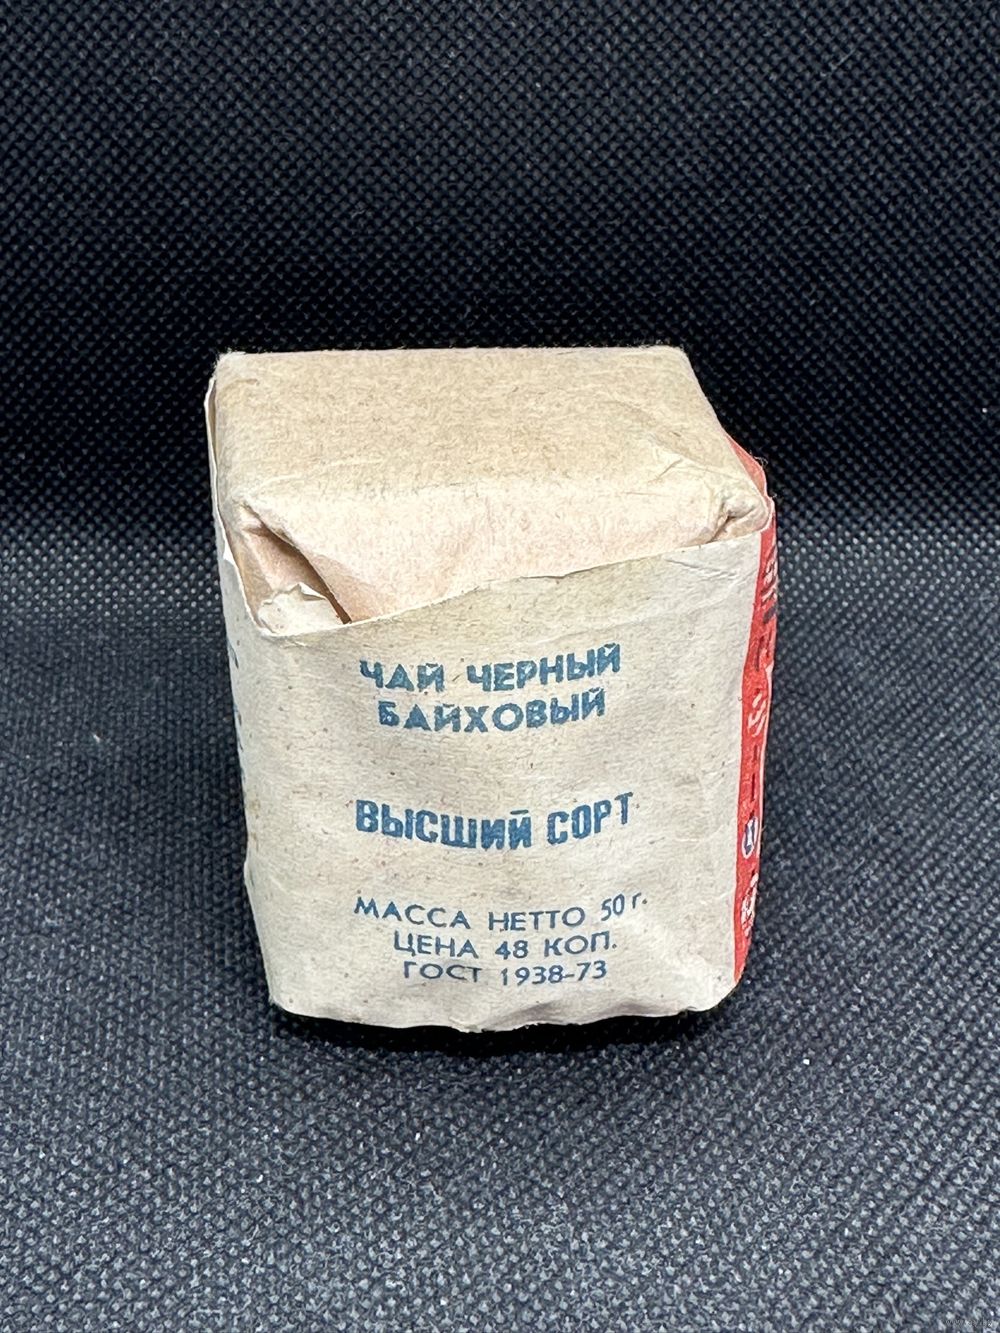 ЧАЙ ЧЕРНЫЙ
БАЙХОВЫЙ
ВЫСШИЙ СОРТ
МАССА НЕТТО 50 г.
ЦЕНА 48 КОП.
ГОСТ 1938-73